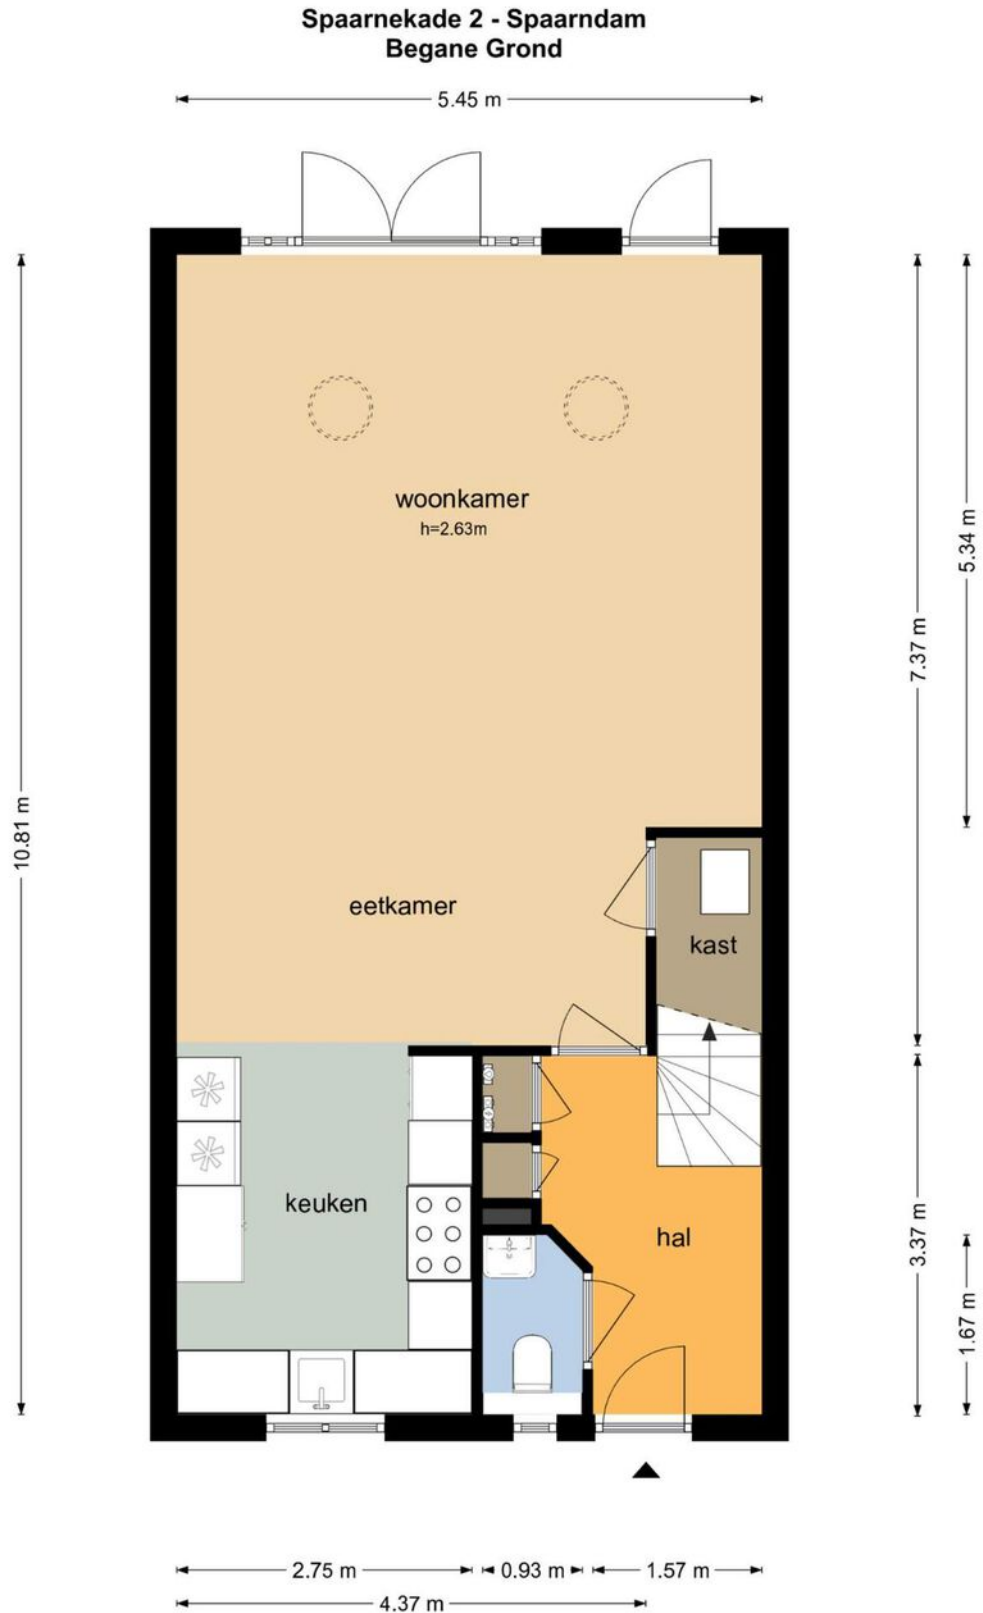 Spaarnekade 2 - Spaarndam
Begane Grond
5.45 m
woonkamer
h=2.63m
5.34 m
7.37 m
10.81 m
eetkamer
kast
keuken
hal
3.37 m
1.67 m
2.75 m
0.93 m
1.57 m
4.37 m